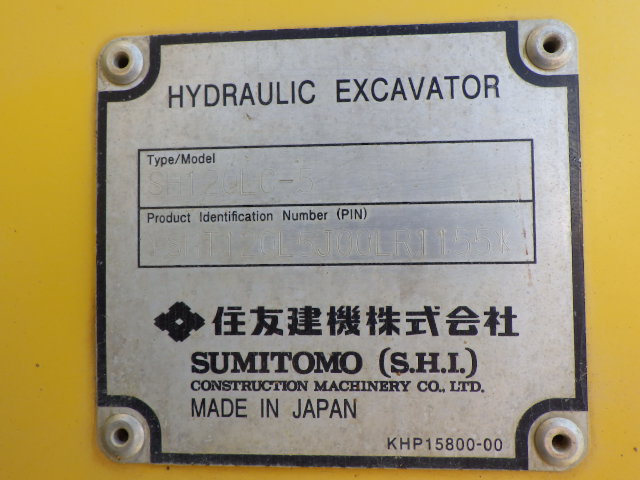 HYDRAULIC EXCAVATOR
Type/Model
SH120LC-5
Product Identification Number (PIN)
住友建機株式会社
SUMITOMO (S.H.I.)
CONSTRUCTION MACHINERY CO., LTD.
MADE IN JAPAN
KHP15800-00